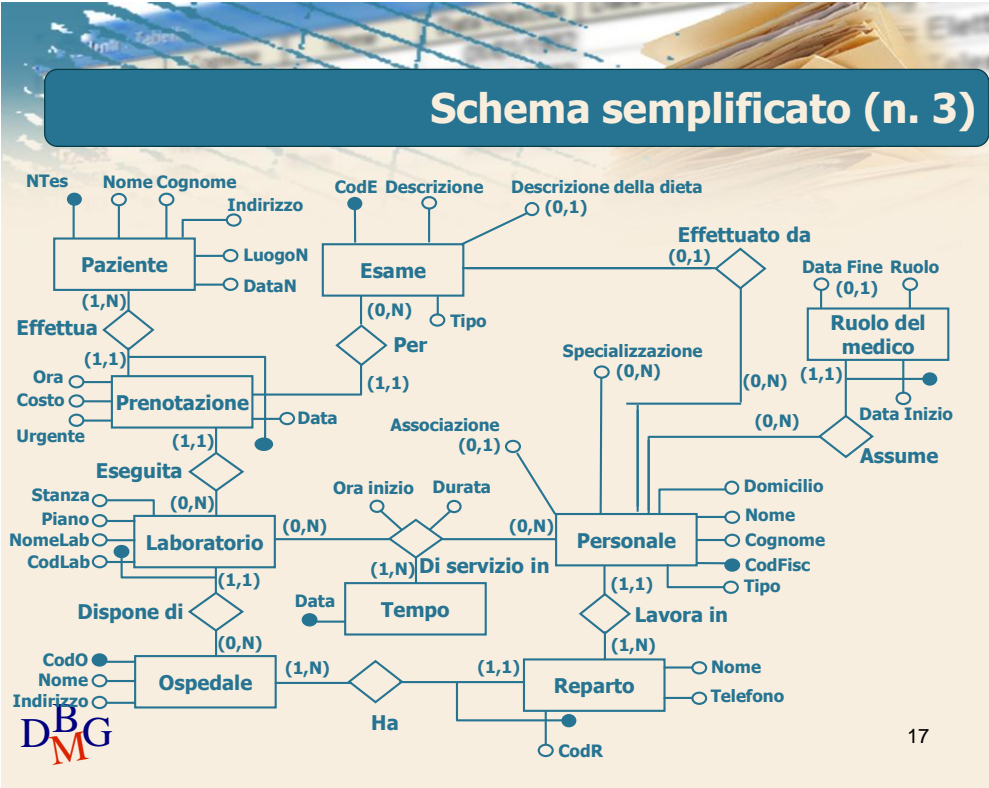 Schema semplificato (n. 3)
NTes Nome Cognome
Indirizzo
LuogoN
DataN
Paziente
(1,N)
Effettua
(1,1)
CodE Descrizione
Descrizione della dieta
(0,1)
Esame
(0,N)
Tipo
Per
(1,1)
Effettuato da
(0,1)
(0,N)
Data Fine Ruolo
(0,1)
Ruolo del
medico
(1,1)
Data Inizio
(0,N)
Assume
Ora
Costo
Urgente
Prenotazione
Data
(1,1)
Eseguita
(0,N)
Specializzazione
(0,N)
Associazione
(0,1)
Stanza
Piano
NomeLab
CodLab
Laboratorio
(1,1)
(0,N)
Ora inizio Durata
(0,N)
Di servizio in
(1,N)
Data
Tempo
Personale
Domicilio
Nome
Cognome
CodFisc
Tipo
(1,1)
Lavora in
(1,N)
Dispone di
(0,N)
CodO
Nome
Indirizzo
Ospedale
(1,N)
Ha
(1,1)
Reparto
Nome
Telefono
CodR
DBMG
17